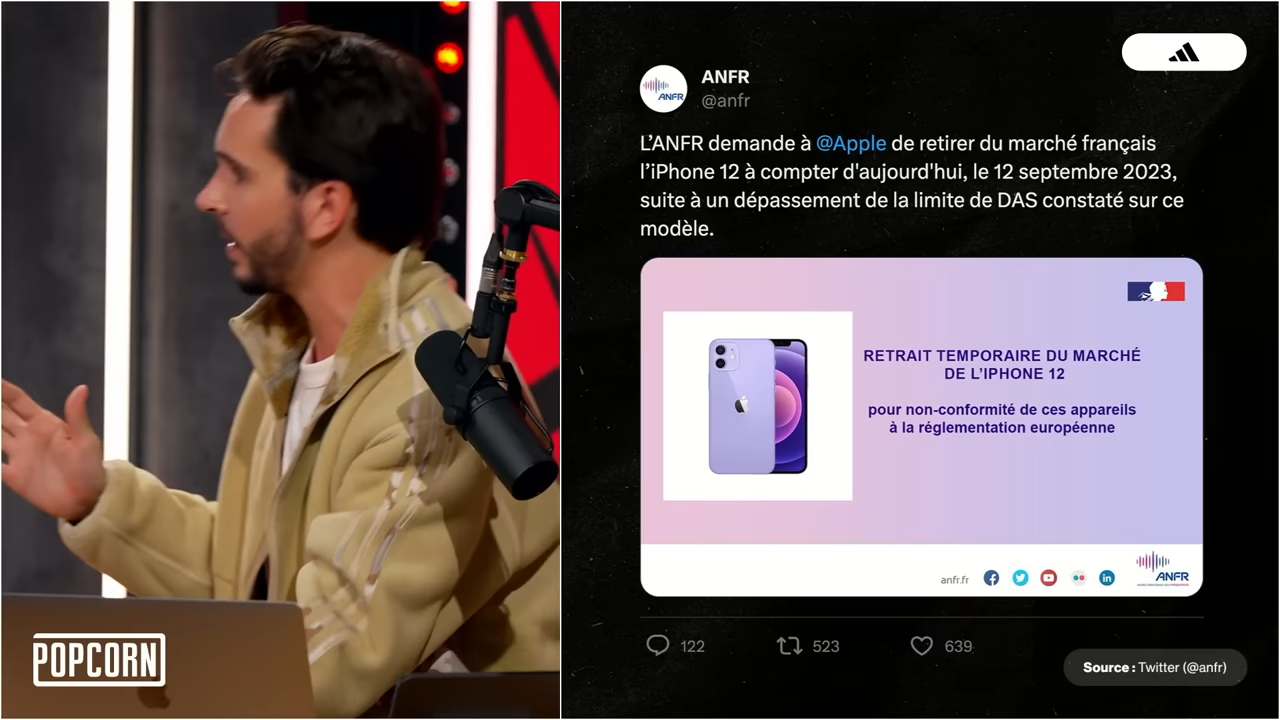 POPCORN
ANFR
ANFR
@anfr
L'ANFR demande à @Apple de retirer du marché français
l'iPhone 12 à compter d'aujourd'hui, le 12 septembre 2023,
suite à un dépassement de la limite de DAS constaté sur ce
modèle.
RETRAIT TEMPORAIRE DU MARCHÉ
DE L'IPHONE 12
pour non-conformité de ces appareils
à la réglementation européenne
anfr.fr
ANFR
122 523 639
Source : Twitter (@anfr)